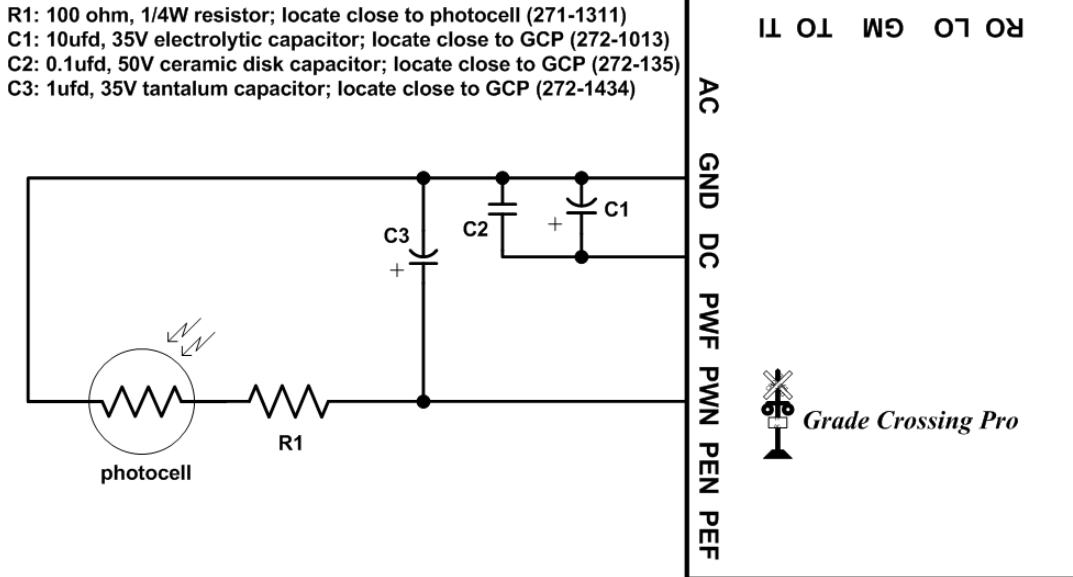 R1: 100 ohm, 1/4W resistor; locate close to photocell (271-1311)
C1: 10ufd, 35V electrolytic capacitor; locate close to GCP (272-1013)
C2: 0.1ufd, 50V ceramic disk capacitor; locate close to GCP (272-135)
C3: 1ufd, 35V tantalum capacitor; locate close to GCP (272-1434)
TI TO GM LO RO
AC GND DC PWF PWN PEN PEF
C1
C2
C3
+
+
R1
photocell
Grade Crossing Pro